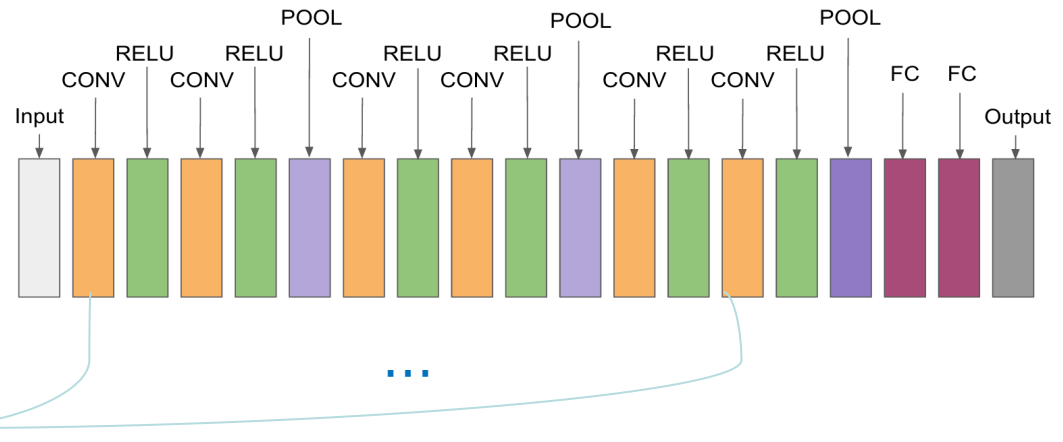 Input
CONV
RELU
CONV
RELU
POOL
CONV
RELU
CONV
RELU
POOL
CONV
RELU
CONV
RELU
POOL
FC
FC
Output
...